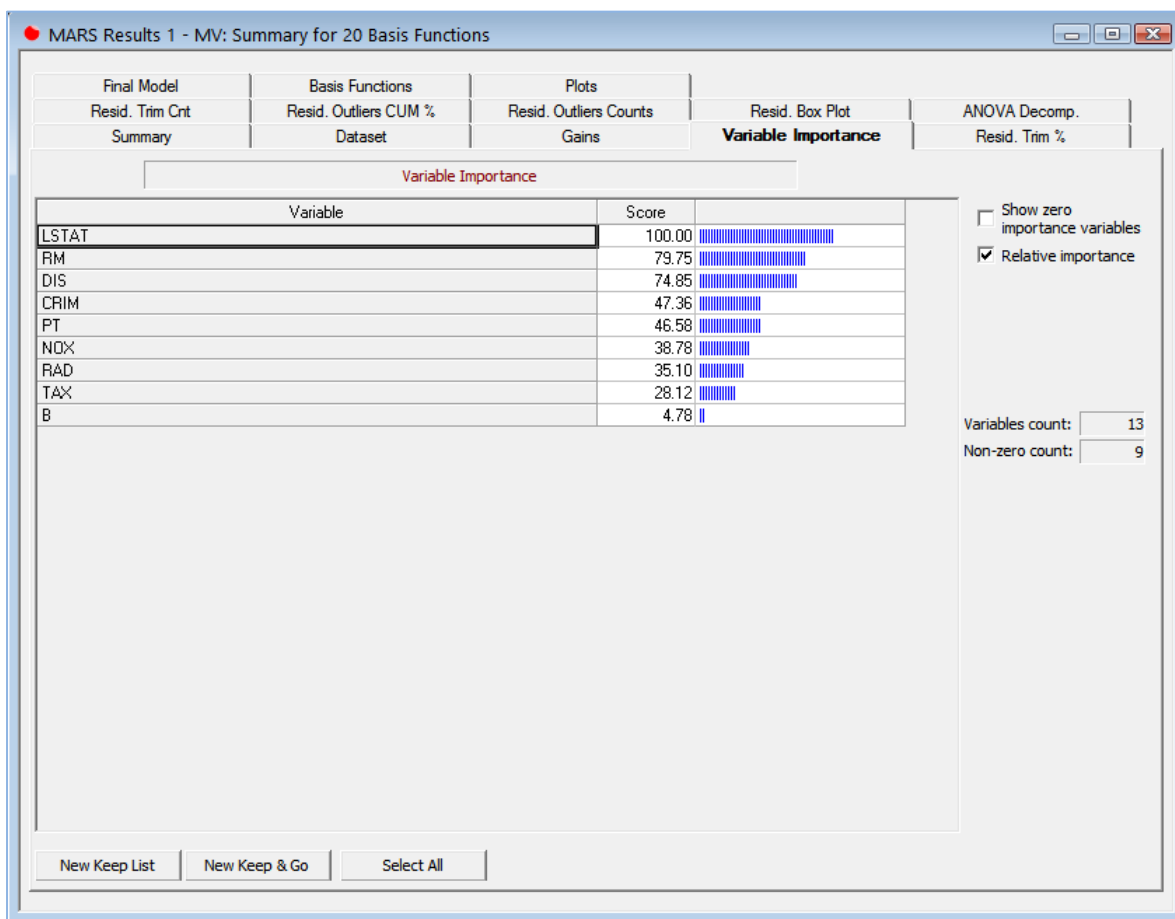 MARS Results 1 - MV: Summary for 20 Basis Functions
Final Model Basis Functions Plots
Resid. Trim Cnt Resid. Outliers CUM % Resid. Outliers Counts Resid. Box Plot ANOVA Decomp.
Summary Dataset Gains Variable Importance Resid. Trim %
Variable Importance
Variable Score
LSTAT 100.00
RM 79.75
DIS 74.85
CRIM 47.36
PT 46.58
NOX 38.78
RAD 35.10
TAX 28.12
B 4.78
Show zero
importance variables
Relative importance
Variables count: 13
Non-zero count: 9
New Keep List New Keep & Go Select All